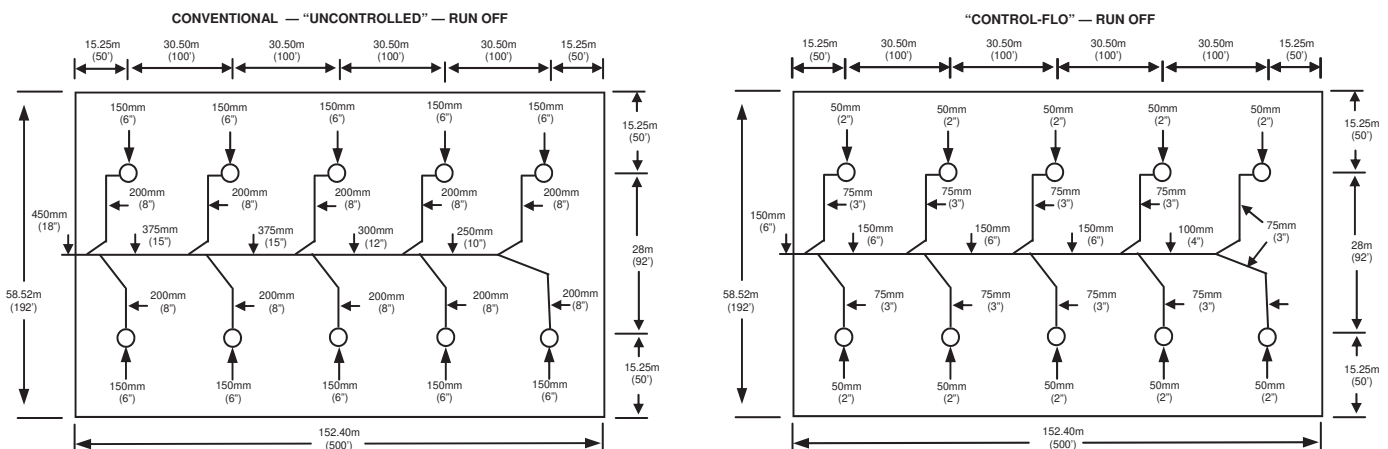 CONVENTIONAL — “UNCONTROLLED” — RUN OFF
15.25m
(50’)
30.50m
(100’)
30.50m
(100’)
30.50m
(100’)
30.50m
(100’)
15.25m
(50’)
150mm
(6”)
150mm
(6”)
150mm
(6”)
150mm
(6”)
150mm
(6”)
15.25m
(50’)
200mm
(8”)
200mm
(8”)
200mm
(8”)
200mm
(8”)
200mm
(8”)
450mm
(18”)
375mm
(15”)
375mm
(15”)
300mm
(12”)
250mm
(10”)
28m
(92’)
58.52m
(192’)
200mm
(8”)
200mm
(8”)
200mm
(8”)
200mm
(8”)
200mm
(8”)
15.25m
(50’)
150mm
(6”)
150mm
(6”)
150mm
(6”)
150mm
(6”)
150mm
(6”)
152.40m
(500’)
“CONTROL-FLO” — RUN OFF
15.25m
(50’)
30.50m
(100’)
30.50m
(100’)
30.50m
(100’)
30.50m
(100’)
15.25m
(50’)
50mm
(2”)
50mm
(2”)
50mm
(2”)
50mm
(2”)
50mm
(2”)
15.25m
(50’)
75mm
(3”)
75mm
(3”)
75mm
(3”)
75mm
(3”)
75mm
(3”)
150mm
(6”)
150mm
(6”)
150mm
(6”)
150mm
(6”)
100mm
(4”)
28m
(92’)
58.52m
(192’)
75mm
(3”)
75mm
(3”)
75mm
(3”)
75mm
(3”)
15.25m
(50’)
50mm
(2”)
50mm
(2”)
50mm
(2”)
50mm
(2”)
50mm
(2”)
152.40m
(500’)